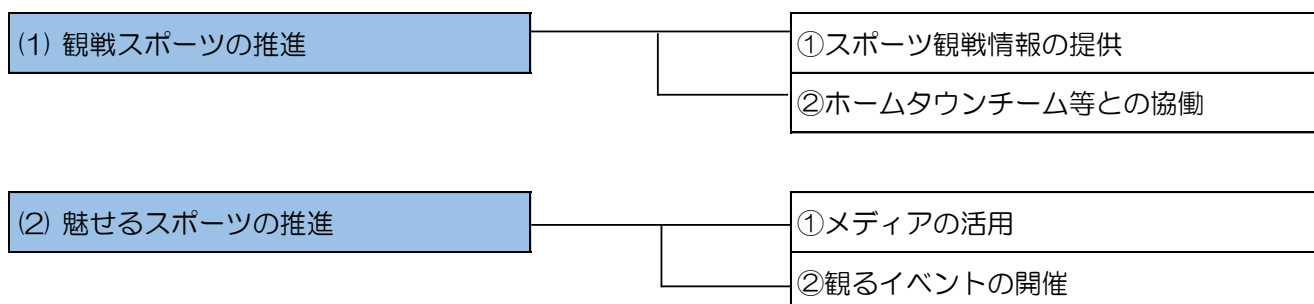 (1) 観戦スポーツの推進
①スポーツ観戦情報の提供
②ホームタウンチーム等との協働
(2) 魅せるスポーツの推進
①メディアの活用
②観るイベントの開催